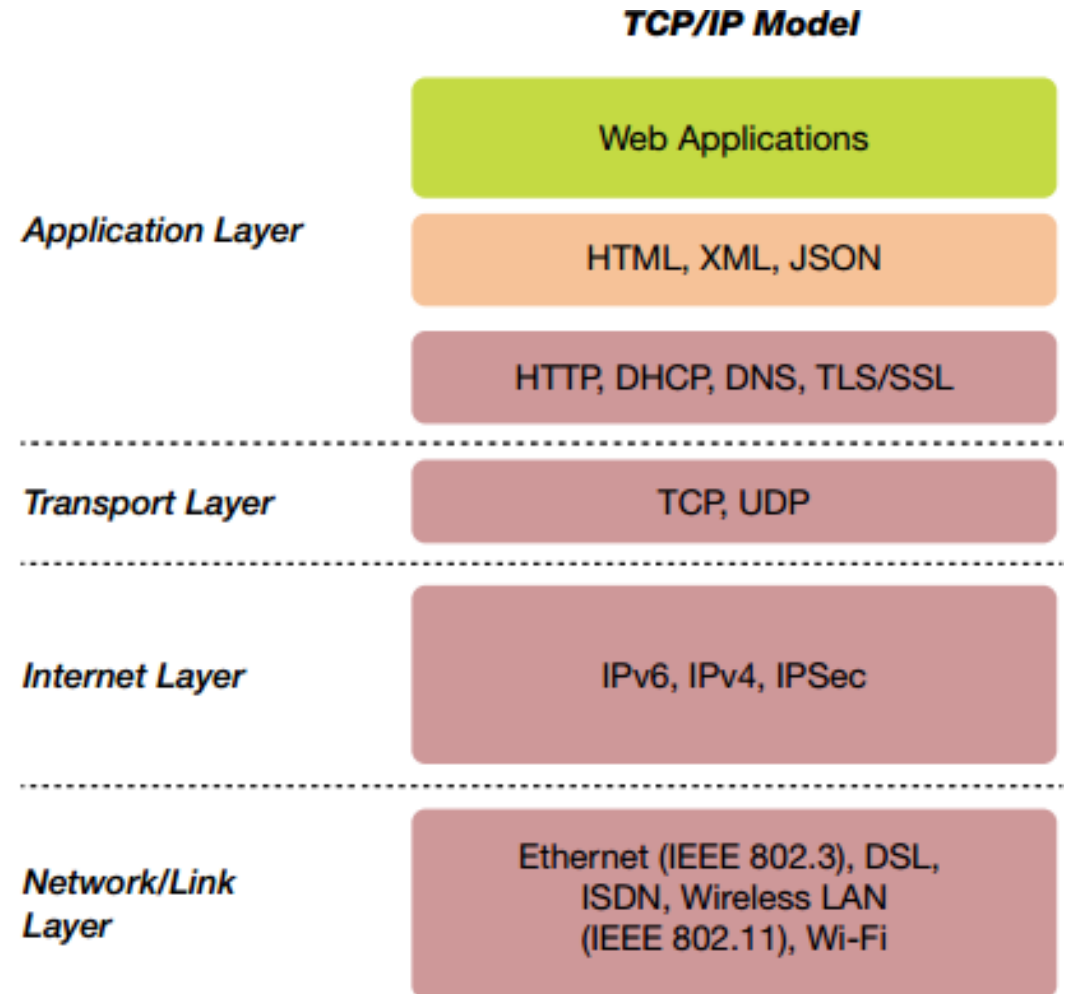 TCP/IP Model
Web Applications
Application Layer
HTML, XML, JSON
HTTP, DHCP, DNS, TLS/SSL
Transport Layer
TCP, UDP
Internet Layer
IPv6, IPv4, IPSec
Network/Link
Layer
Ethernet (IEEE 802.3), DSL,
ISDN, Wireless LAN
(IEEE 802.11), Wi-Fi